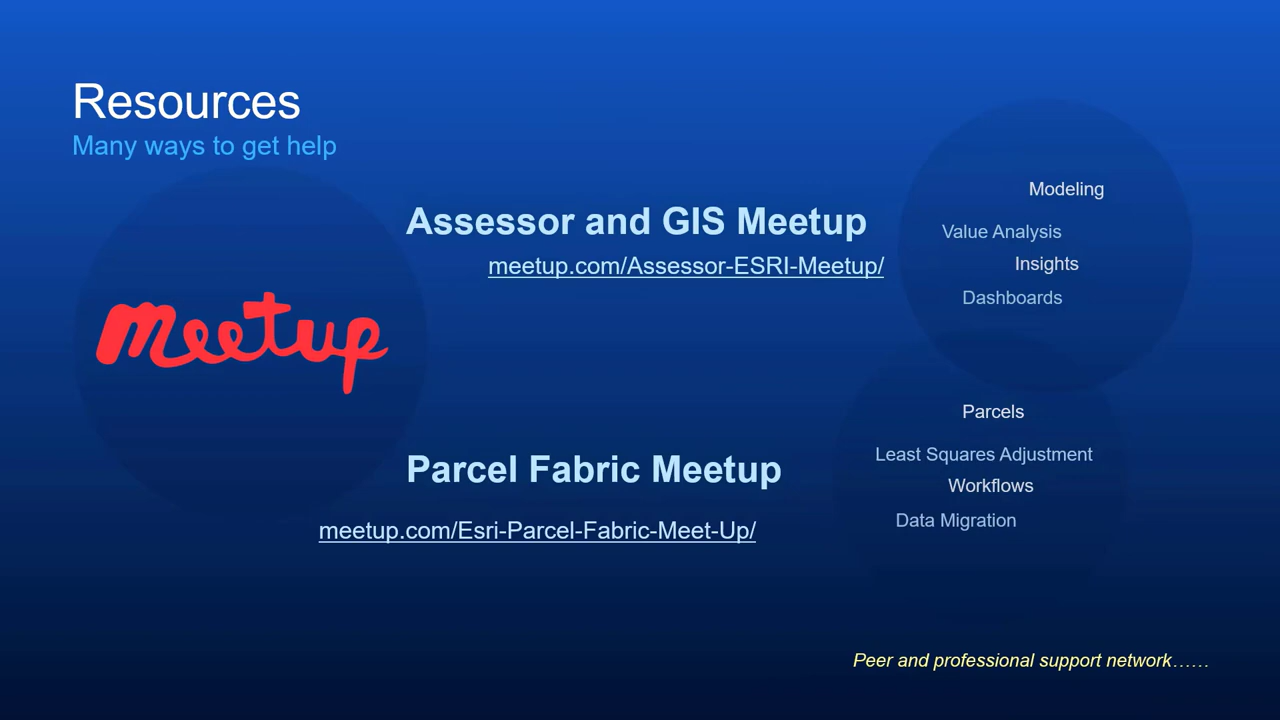 Resources
Many ways to get help
meetup
Assessor and GIS Meetup
meetup.com/Assessor-ESRI-Meetup/
Modeling
Value Analysis
Insights
Dashboards
Parcel Fabric Meetup
meetup.com/Esri-Parcel-Fabric-Meet-Up/
Parcels
Least Squares Adjustment
Workflows
Data Migration
Peer and professional support network……